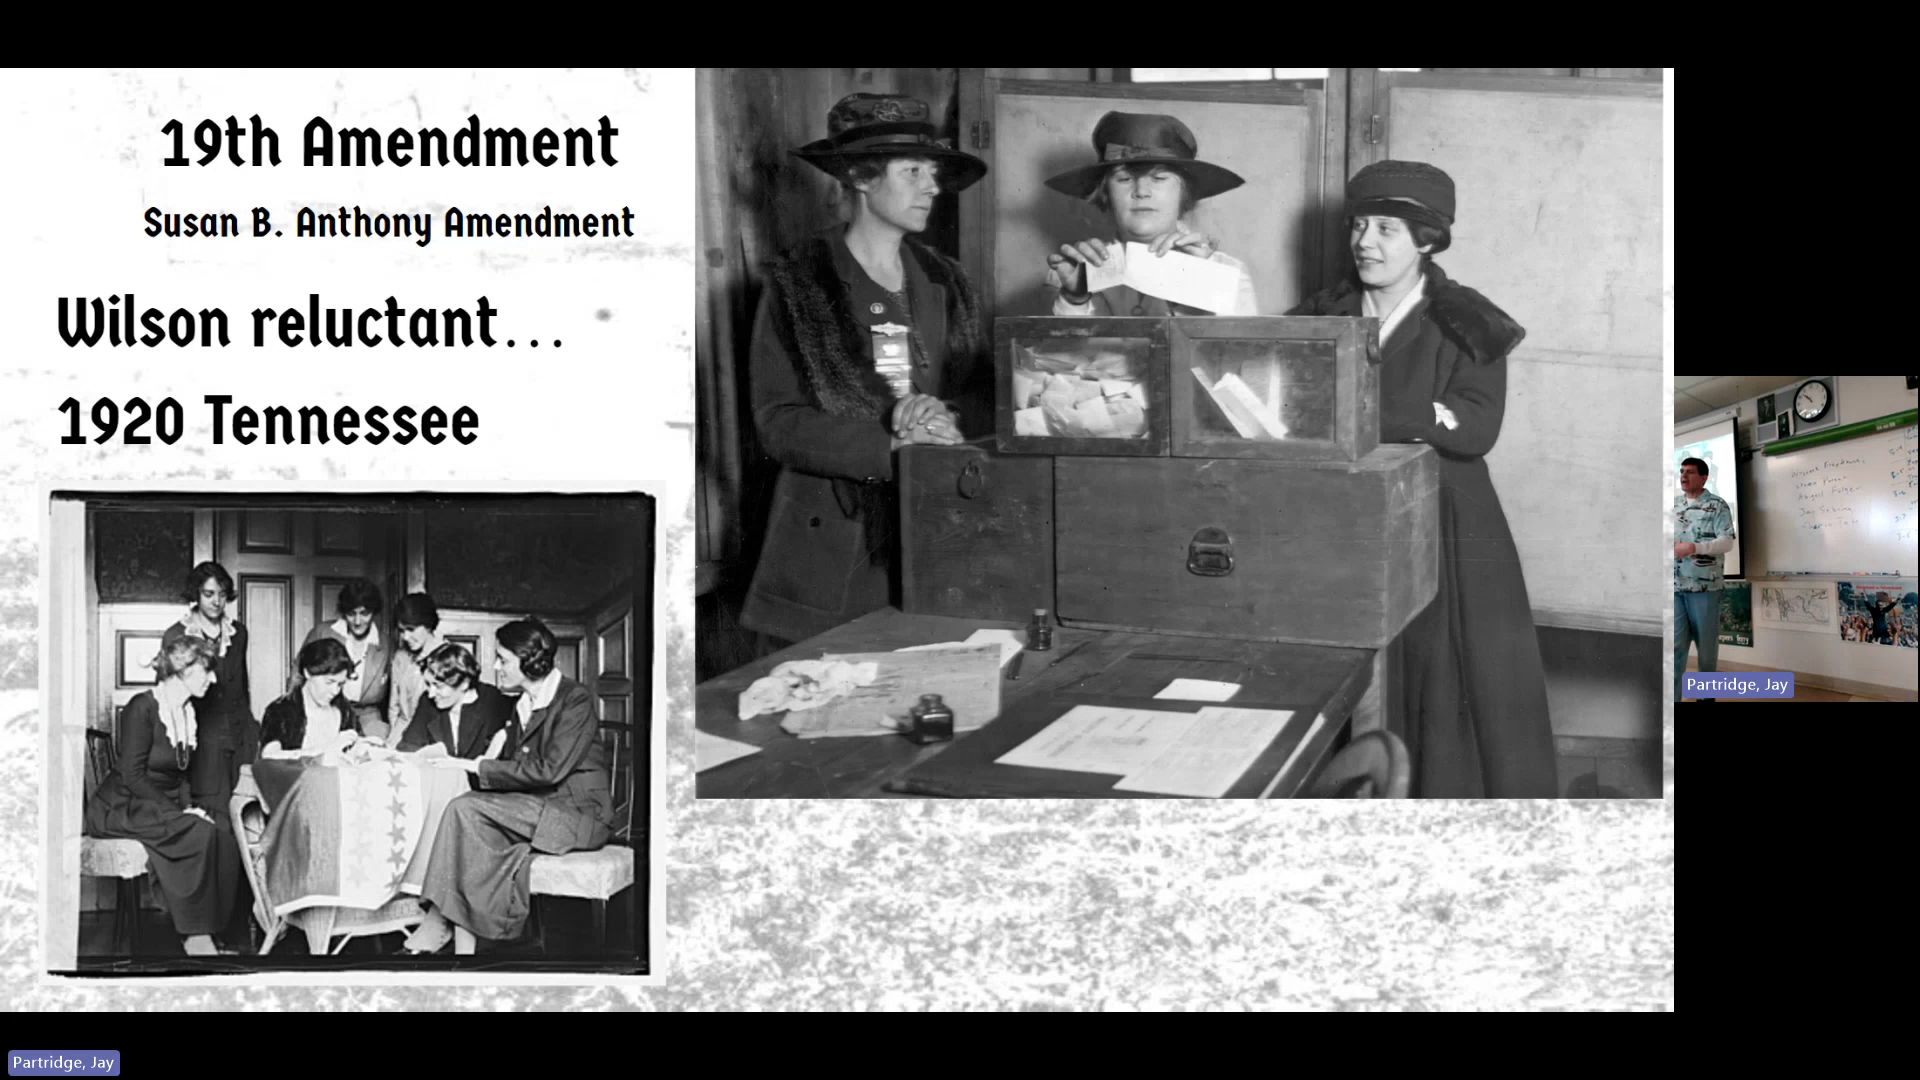 19th Amendment
Susan B. Anthony Amendment
Wilson reluctant...
1920 Tennessee
Partridge, Jay
Partridge, Jay